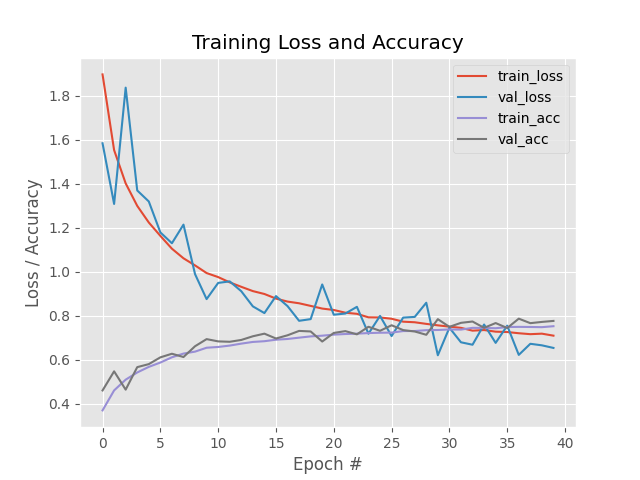 Training Loss and Accuracy
train_loss
val_loss
train_acc
val_acc
Loss / Accuracy
1.8
1.6
1.4
1.2
1.0
0.8
0.6
0.4
0 5 10 15 20 25 30 35 40
Epoch #